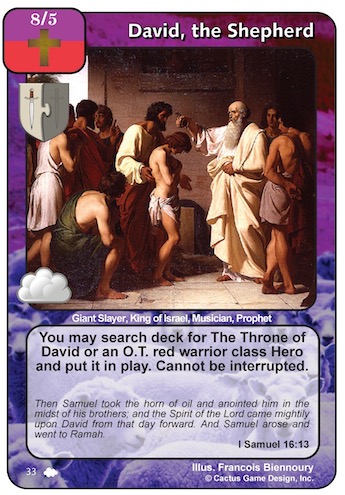 8/5
David, the Shepherd
Giant Slayer, King of Israel, Musician, Prophet
You may search deck for The Throne of
David or an O.T. red warrior class Hero
and put it in play. Cannot be interrupted.
Then Samuel took the horn of oil and anointed him in the
midst of his brothers; and the Spirit of the Lord came mightily
upon David from that day forward. And Samuel arose and
went to Ramah.
I Samuel 16:13
33
Illus. Francois Biennoury
© Cactus Game Design, Inc.